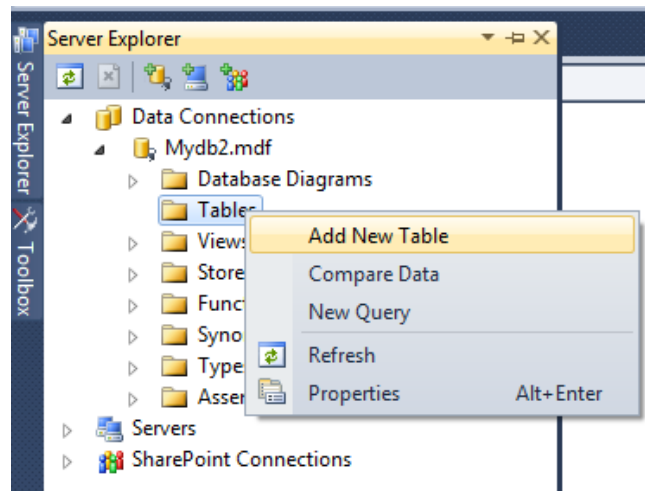 Server Explorer
Server Explorer
Toolbox
Data Connections
Mydb2.mdf
Database Diagrams
Tables
Add New Table
Compare Data
New Query
Refresh
Properties Alt+Enter
Servers
SharePoint Connections